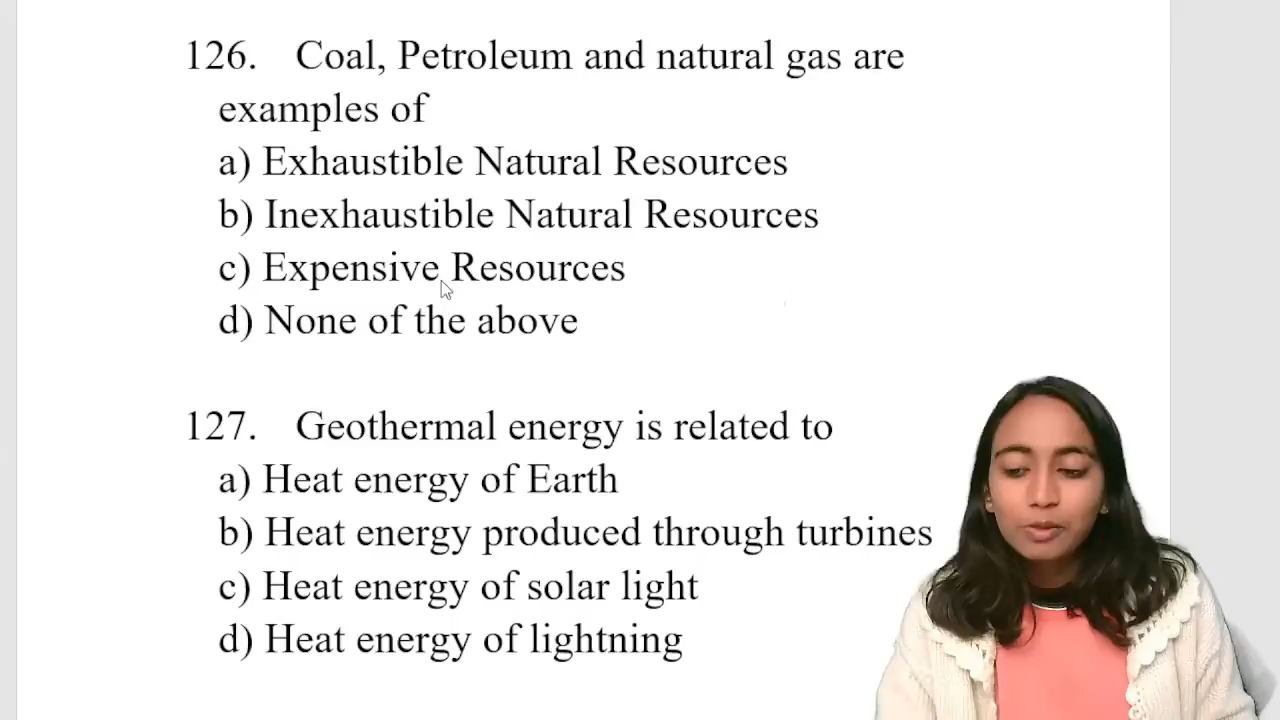 126. Coal, Petroleum and natural gas are
examples of
a) Exhaustible Natural Resources
b) Inexhaustible Natural Resources
c) Expensive Resources
d) None of the above
127. Geothermal energy is related to
a) Heat energy of Earth
b) Heat energy produced through turbines
c) Heat energy of solar light
d) Heat energy of lightning